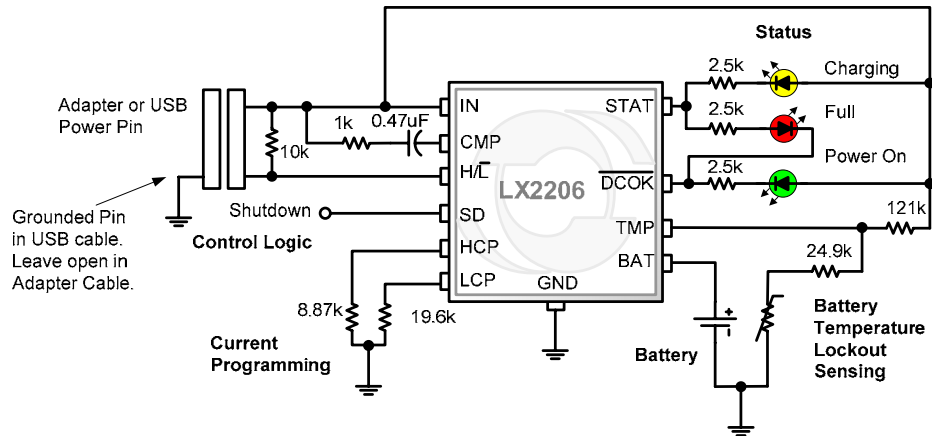 Status
2.5k
Charging
Adapter or USB
Power Pin
1k
0.47uF
IN
STAT
2.5k
Full
10k
CMP
Power On
H/L̅
LX2206
D̅C̅O̅K̅
2.5k
Grounded Pin
in USB cable.
Leave open in
Adapter Cable.
Shutdown
Control Logic
SD
TMP
121k
HCP
BAT
24.9k
LCP
GND
8.87k
19.6k
Current
Programming
Battery
+
-
Battery
Temperature
Lockout
Sensing